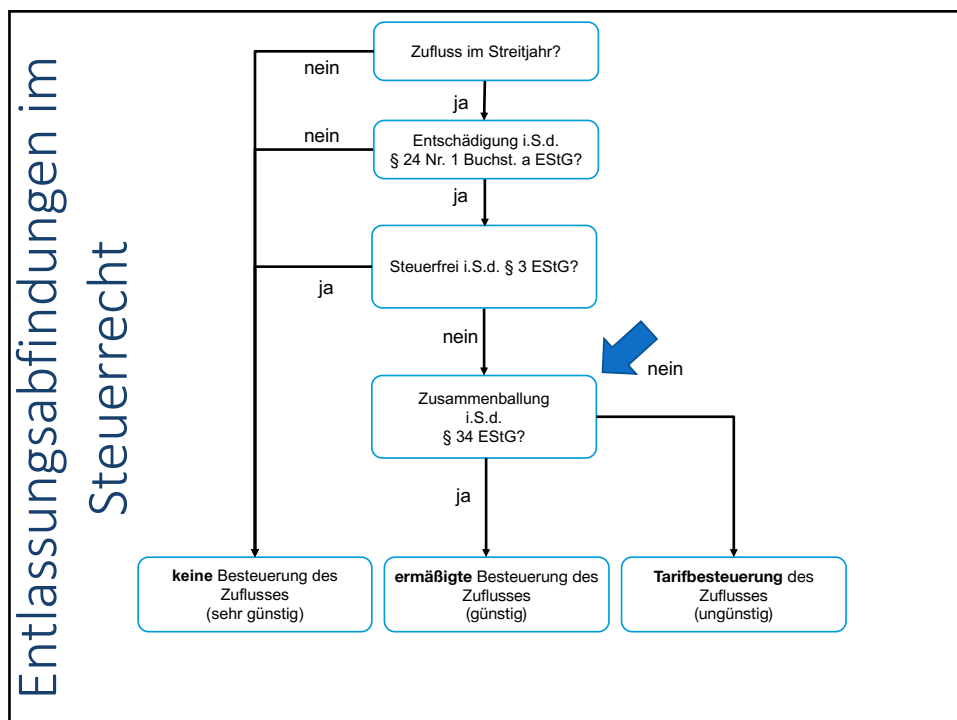 Entlassungsabfindungen im
Steuerrecht
Zufluss im Streitjahr?
nein
ja
Entschädigung i.S.d.
§ 24 Nr. 1 Buchst. a EStG?
nein
ja
Steuerfrei i.S.d. § 3 EStG?
ja
nein
nein
Zusammenballung
i.S.d.
§ 34 EStG?
ja
keine Besteuerung des
Zuflusses
(sehr günstig)
ermäßigte Besteuerung des
Zuflusses
(günstig)
Tarifbesteuerung des
Zuflusses
(ungünstig)